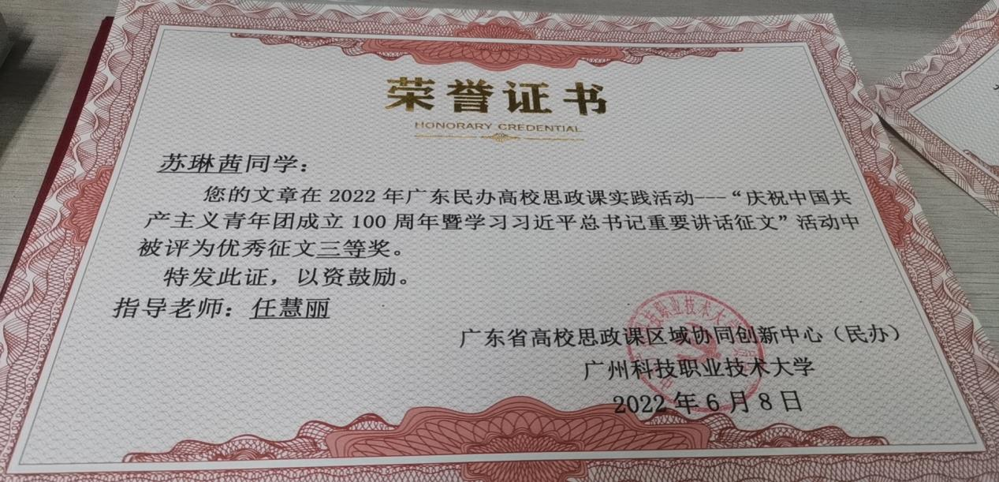 荣誉证书
HONORARY CREDENTIAL
苏琳茜同学：
您的文章在 2022 年广东民办高校思政课实践活动---“庆祝中国共
产主义青年团成立 100 周年暨学习习近平总书记重要讲话征文”活动中
被评为优秀征文三等奖。
特发此证，以资鼓励。
指导老师：任慧丽
广东省高校思政课区域协同创新中心（民办）
广州科技职业技术大学
2022 年 6 月 8 日